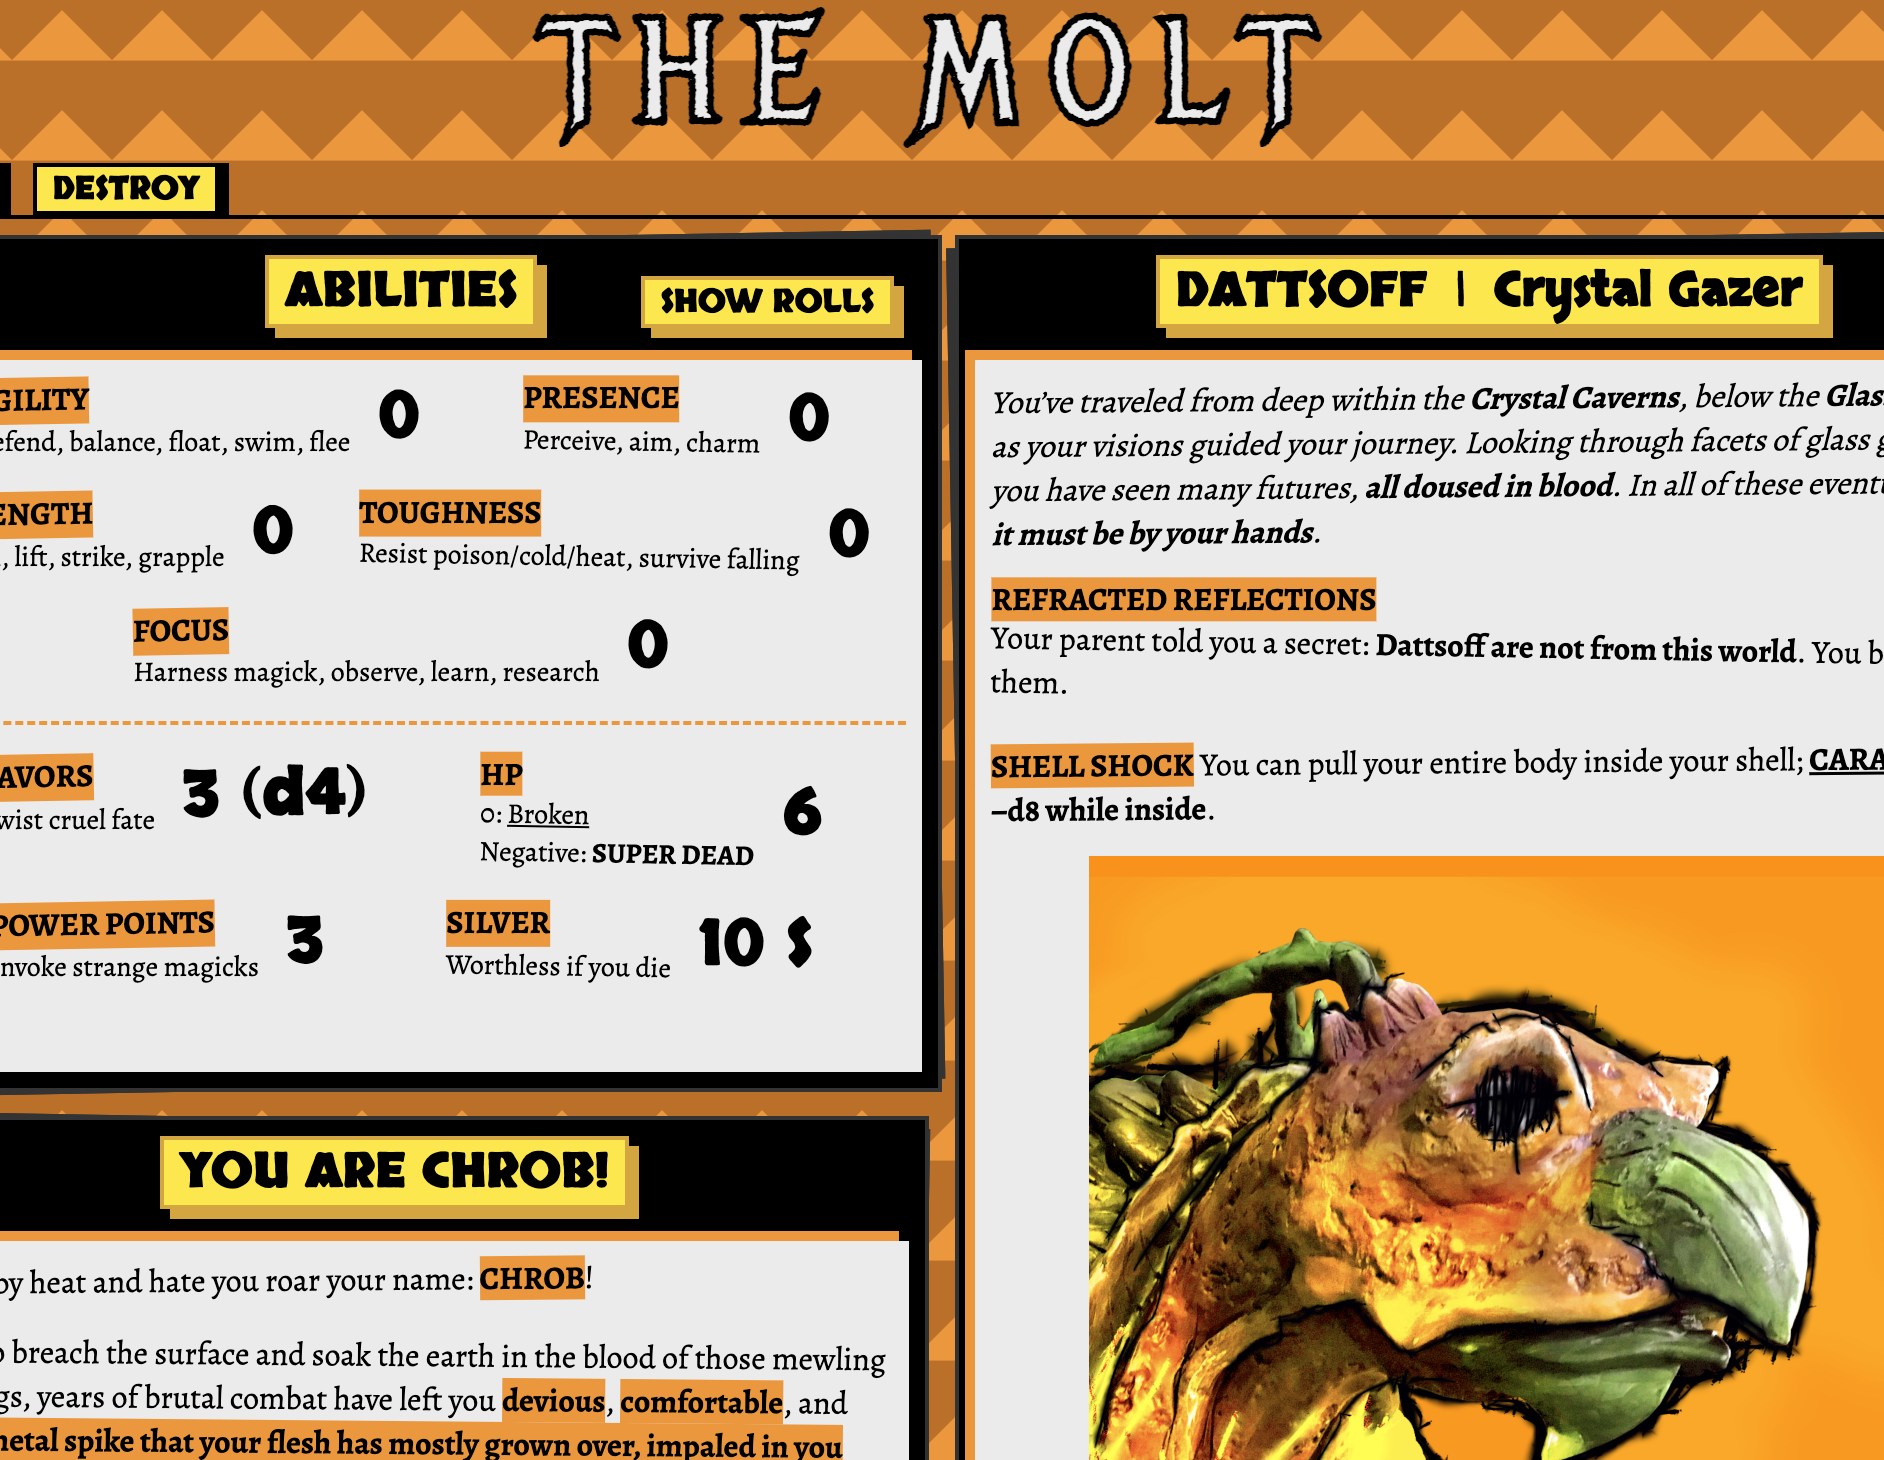 THE MOLT
DESTROY
ABILITIES
SHOW ROLLS
GILITY
efend, balance, float, swim, flee
0
PRESENCE
Perceive, aim, charm
0
ENGTH
, lift, strike, grapple
0
TOUGHNESS
Resist poison/cold/heat, survive falling
0
FOCUS
Harness magick, observe, learn, research
0
AVORS
wist cruel fate
3 (d4)
HP
0: Broken
Negative: SUPER DEAD
6
POWER POINTS
nvoke strange magicks
3
SILVER
Worthless if you die
10 S
YOU ARE CHROB!
by heat and hate you roar your name: CHROB!
o breach the surface and soak the earth in the blood of those mewling
gs, years of brutal combat have left you devious, comfortable, and
metal spike that your flesh has mostly grown over, impaled in you
DATTSOFF | Crystal Gazer
You've traveled from deep within the Crystal Caverns, below the Glas
as your visions guided your journey. Looking through facets of glass g
you have seen many futures, all doused in blood. In all of these eventu
it must be by your hands.
REFRACTED REFLECTIONS
Your parent told you a secret: Dattsoff are not from this world. You b
them.
SHELL SHOCK You can pull your entire body inside your shell; CARA
–d8 while inside.